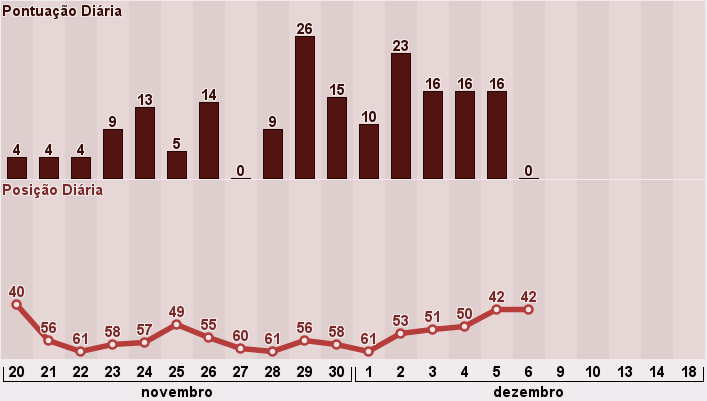 Pontuação Diária
4 4 4 9 13 5 14 0 9 26 15 10 23 16 16 16 0
Posição Diária
40 56 61 58 57 49 55 60 61 56 58 61 53 51 50 42 42
20 21 22 23 24 25 26 27 28 29 30 1 2 3 4 5 6 9 10 13 14 18
novembro dezembro